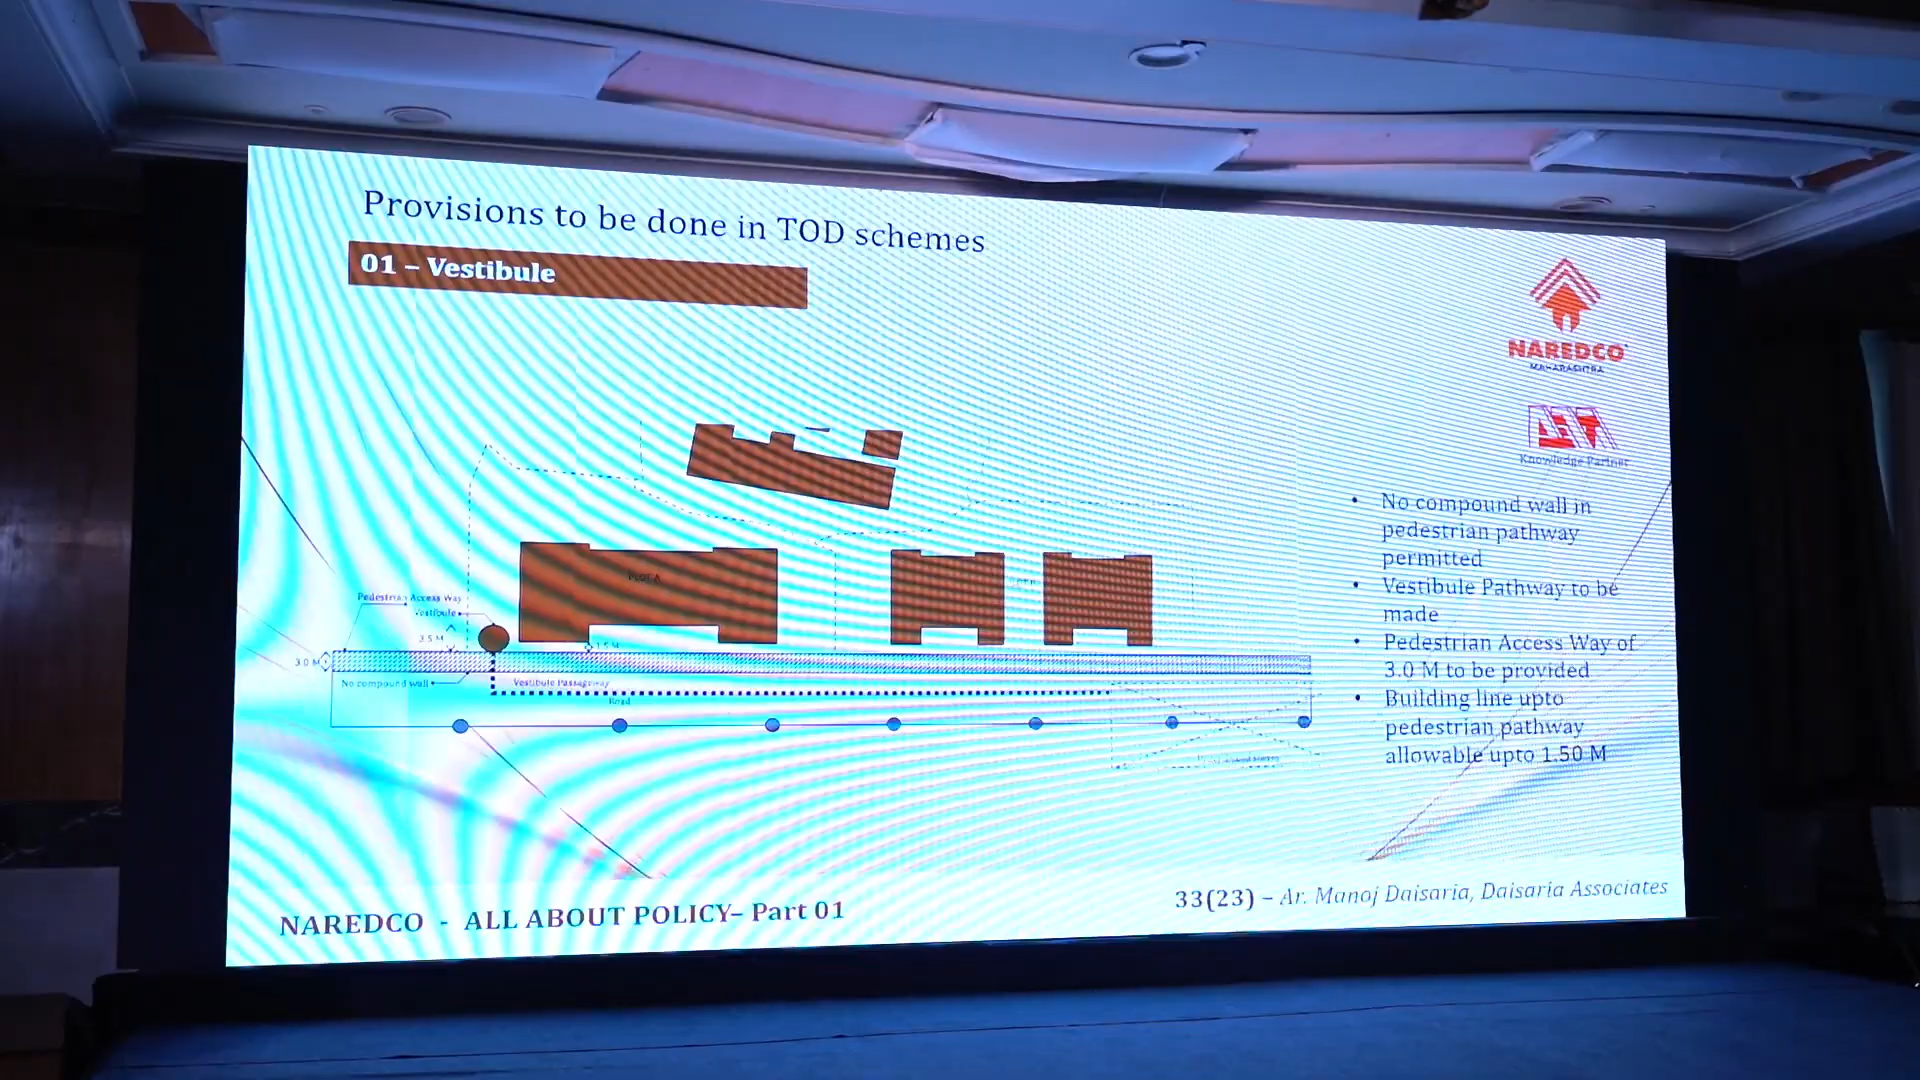 Provisions to be done in TOD schemes
01 – Vestibule
NAREDCO
MAHARASHTRA
Knowledge Partner
• No compound wall in
pedestrian pathway
permitted
• Vestibule Pathway to be
made
• Pedestrian Access Way of
3.0 M to be provided
• Building line upto
pedestrian pathway
allowable upto 1.50 M
PLOT A
Pedestrian Access Way
Vestibule
3.5 M
1.5 M
3.0 M
No compound wall
Vestibule Passageway
Road
NAREDCO - ALL ABOUT POLICY– Part 01
33(23) – Ar. Manoj Daisaria, Daisaria Associates